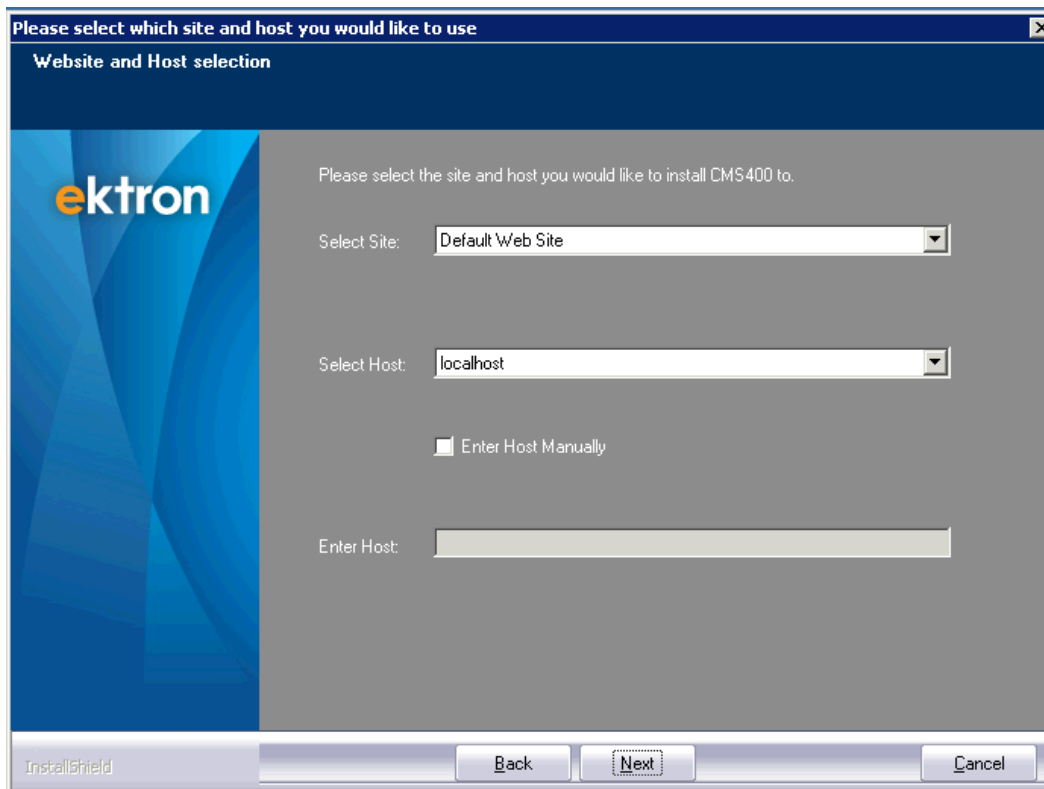 Please select which site and host you would like to use
Website and Host selection
ektron
Please select the site and host you would like to install CMS400 to.
Select Site: Default Web Site
Select Host: localhost
Enter Host Manually
Enter Host:
InstallShield
Back Next Cancel